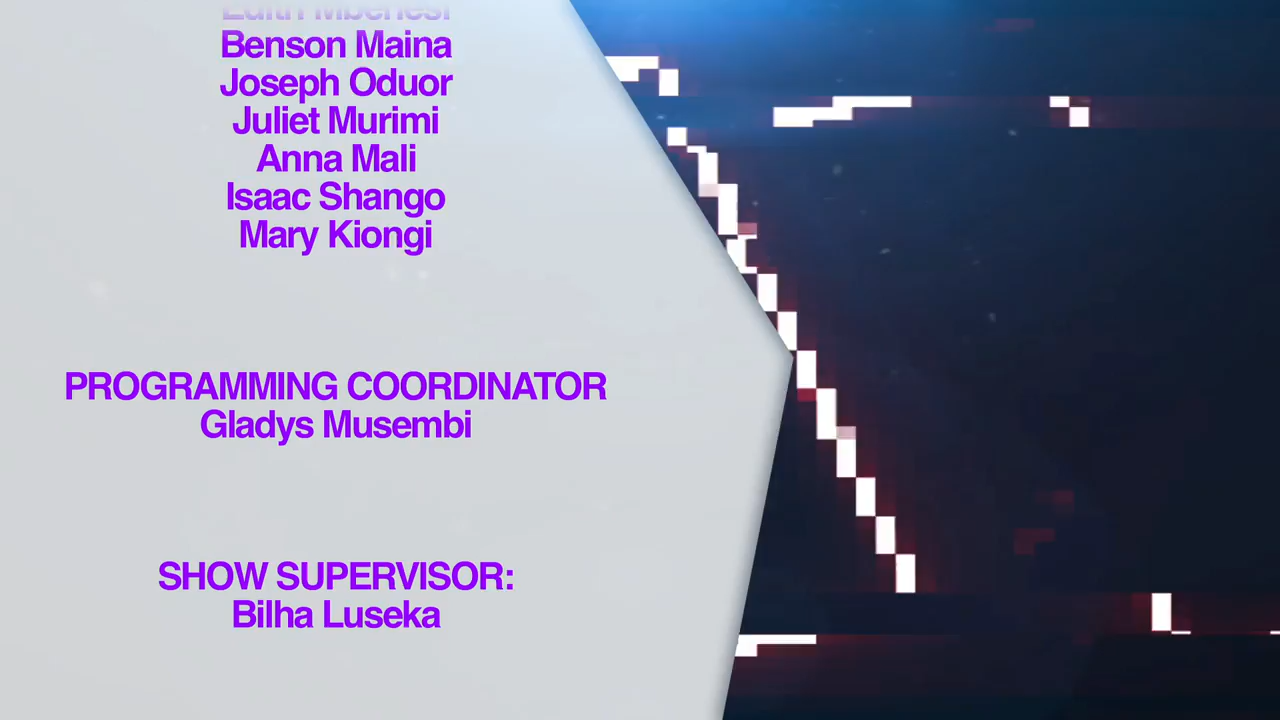 Benson Maina
Joseph Oduor
Juliet Murimi
Anna Mali
Isaac Shango
Mary Kiongi
PROGRAMMING COORDINATOR
Gladys Musembi
SHOW SUPERVISOR:
Bilha Luseka